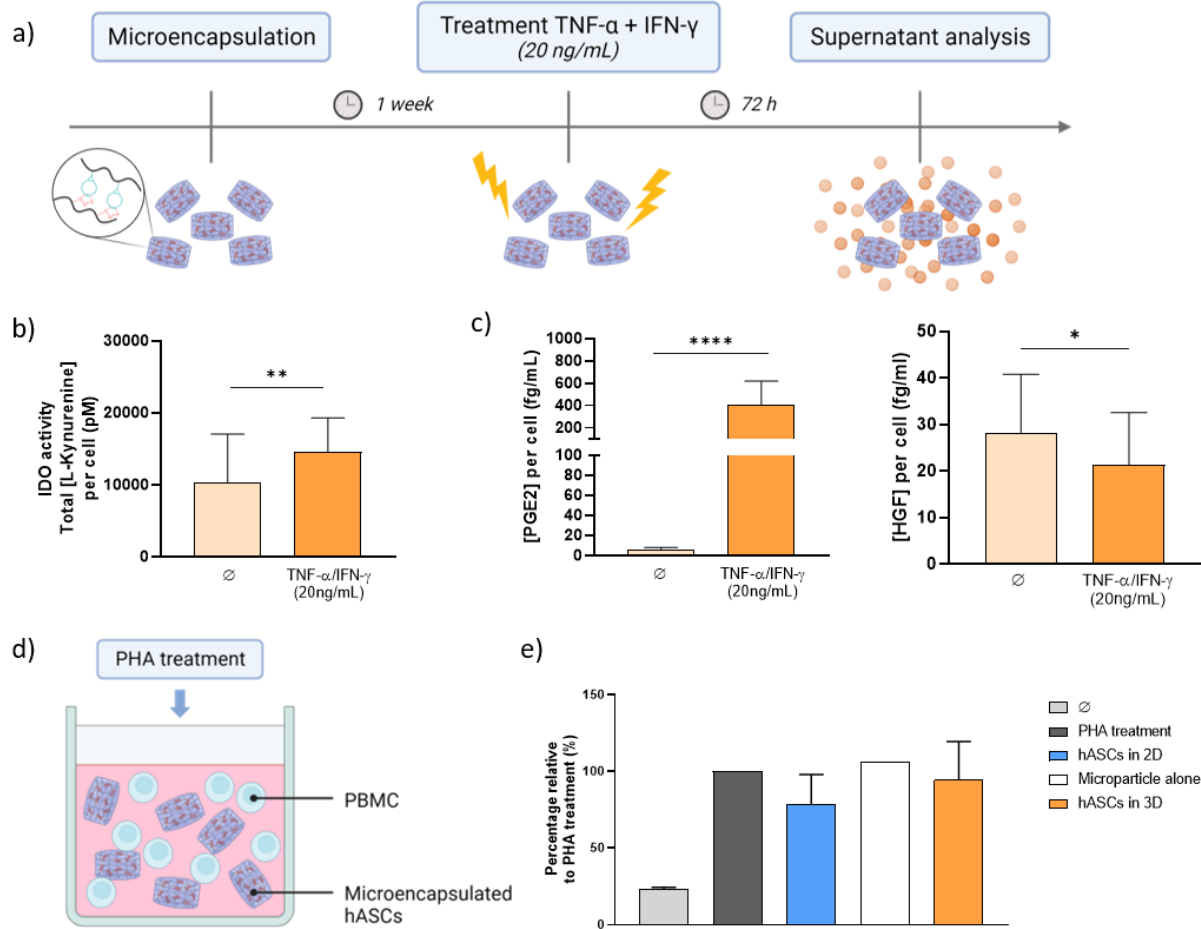 a)
Microencapsulation
Treatment TNF-α + IFN-γ
(20 ng/mL)
Supernatant analysis
1 week
72 h
b)
IDO activity
Total [L-Kynurenine]
per cell (pM)
30000
20000
10000
0
**
∅
TNF-α/IFN-γ
(20ng/mL)
c)
[PGE2] per cell (fg/mL)
1000
800
600
400
200
100
80
60
40
20
0
****
∅
TNF-α/IFN-γ
(20ng/mL)
[HGF] per cell (fg/ml)
50
40
30
20
10
0
*
∅
TNF-α/IFN-γ
(20ng/mL)
d)
PHA treatment
PBMC
Microencapsulated
hASCs
e)
Percentage relative
to PHA treatment (%)
150
100
50
0
∅
PHA treatment
hASCs in 2D
Microparticle alone
hASCs in 3D